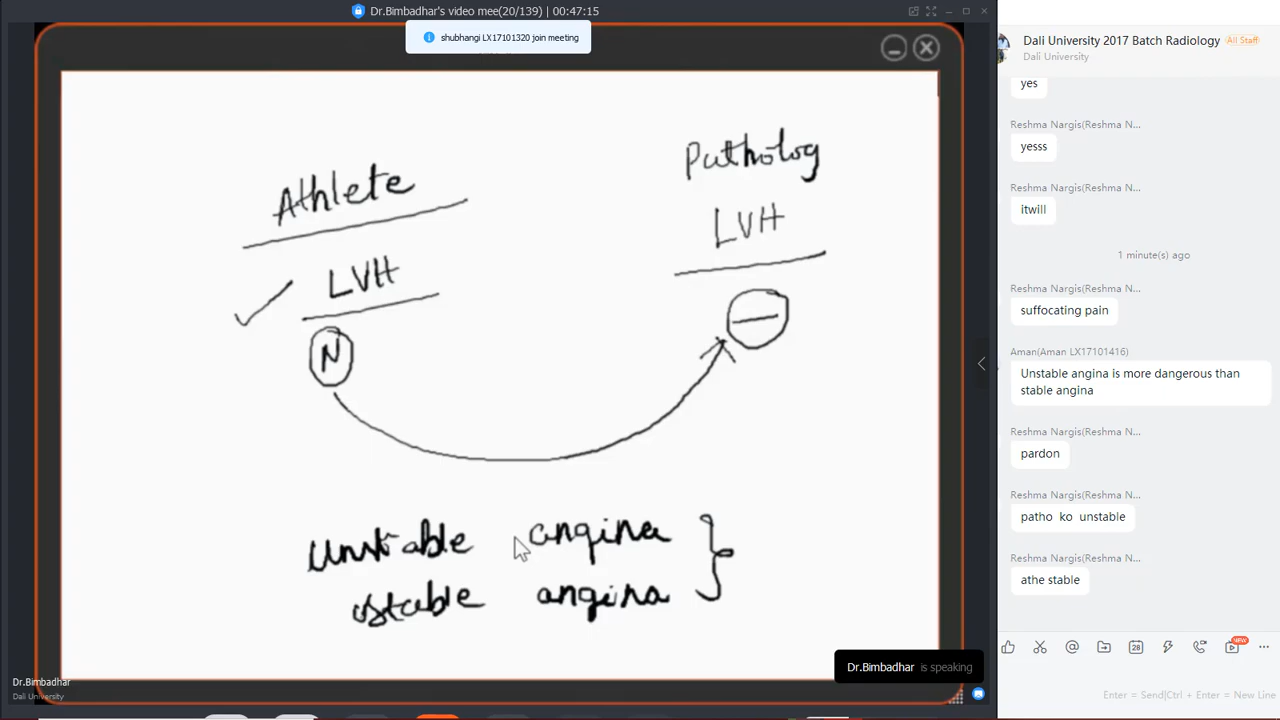 Dr.Bimbadhar's video mee(20/139) | 00:47:15
shubhangi LX17101320 join meeting
Athlete
LVH
N
Patholog
LVH
unstable angina
stable angina
Dr.Bimbadhar is speaking
Dr.Bimbadhar
Dali University
Dali University 2017 Batch Radiology All Staff
Dali University
yes
Reshma Nargis(Reshma N...
yesss
Reshma Nargis(Reshma N...
itwill
1 minute(s) ago
Reshma Nargis(Reshma N...
suffocating pain
Aman(Aman LX17101416)
Unstable angina is more dangerous than
stable angina
Reshma Nargis(Reshma N...
pardon
Reshma Nargis(Reshma N...
patho ko unstable
Reshma Nargis(Reshma N...
athe stable
28
NEW
Enter = Send|Ctrl + Enter = New Line